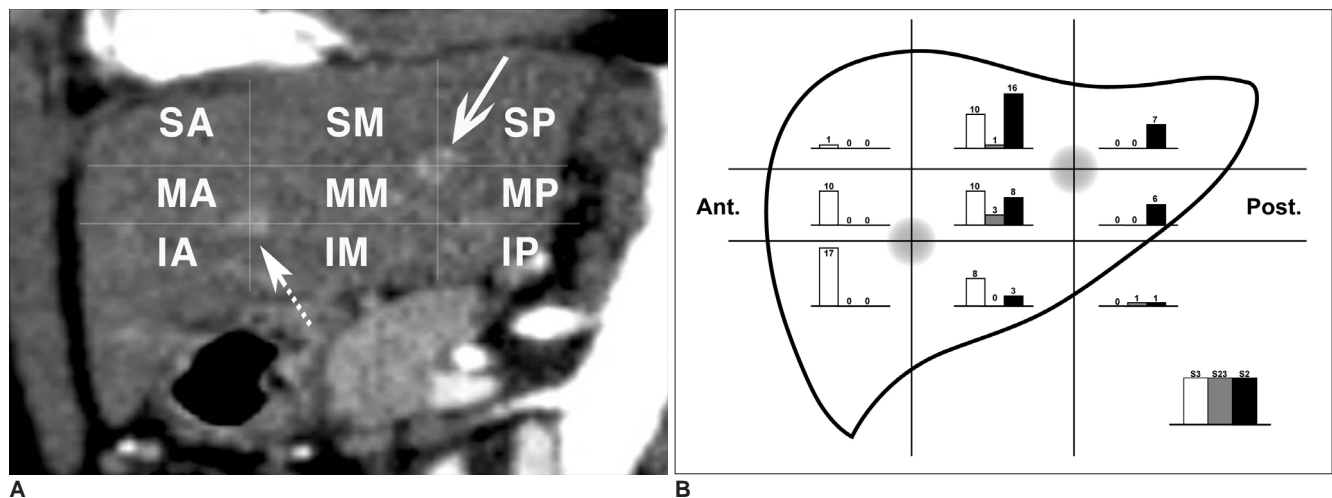 SA SM SP
MA MM MP
IA IM IP
A
10 1 16
1 0 0
0 0 7
10 0 0
10 3 8
0 0 6
Ant.
Post.
17 0 0
8 0 3
0 1 1
S3 S23 S2
B